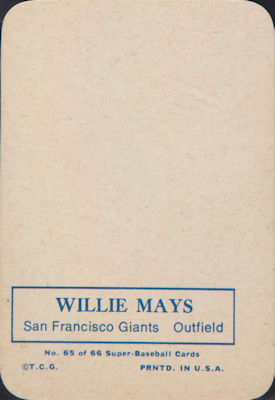 WILLIE MAYS
San Francisco Giants Outfield
No. 65 of 66 Super-Baseball Cards
©T.C.G. PRNTD. IN U.S.A.